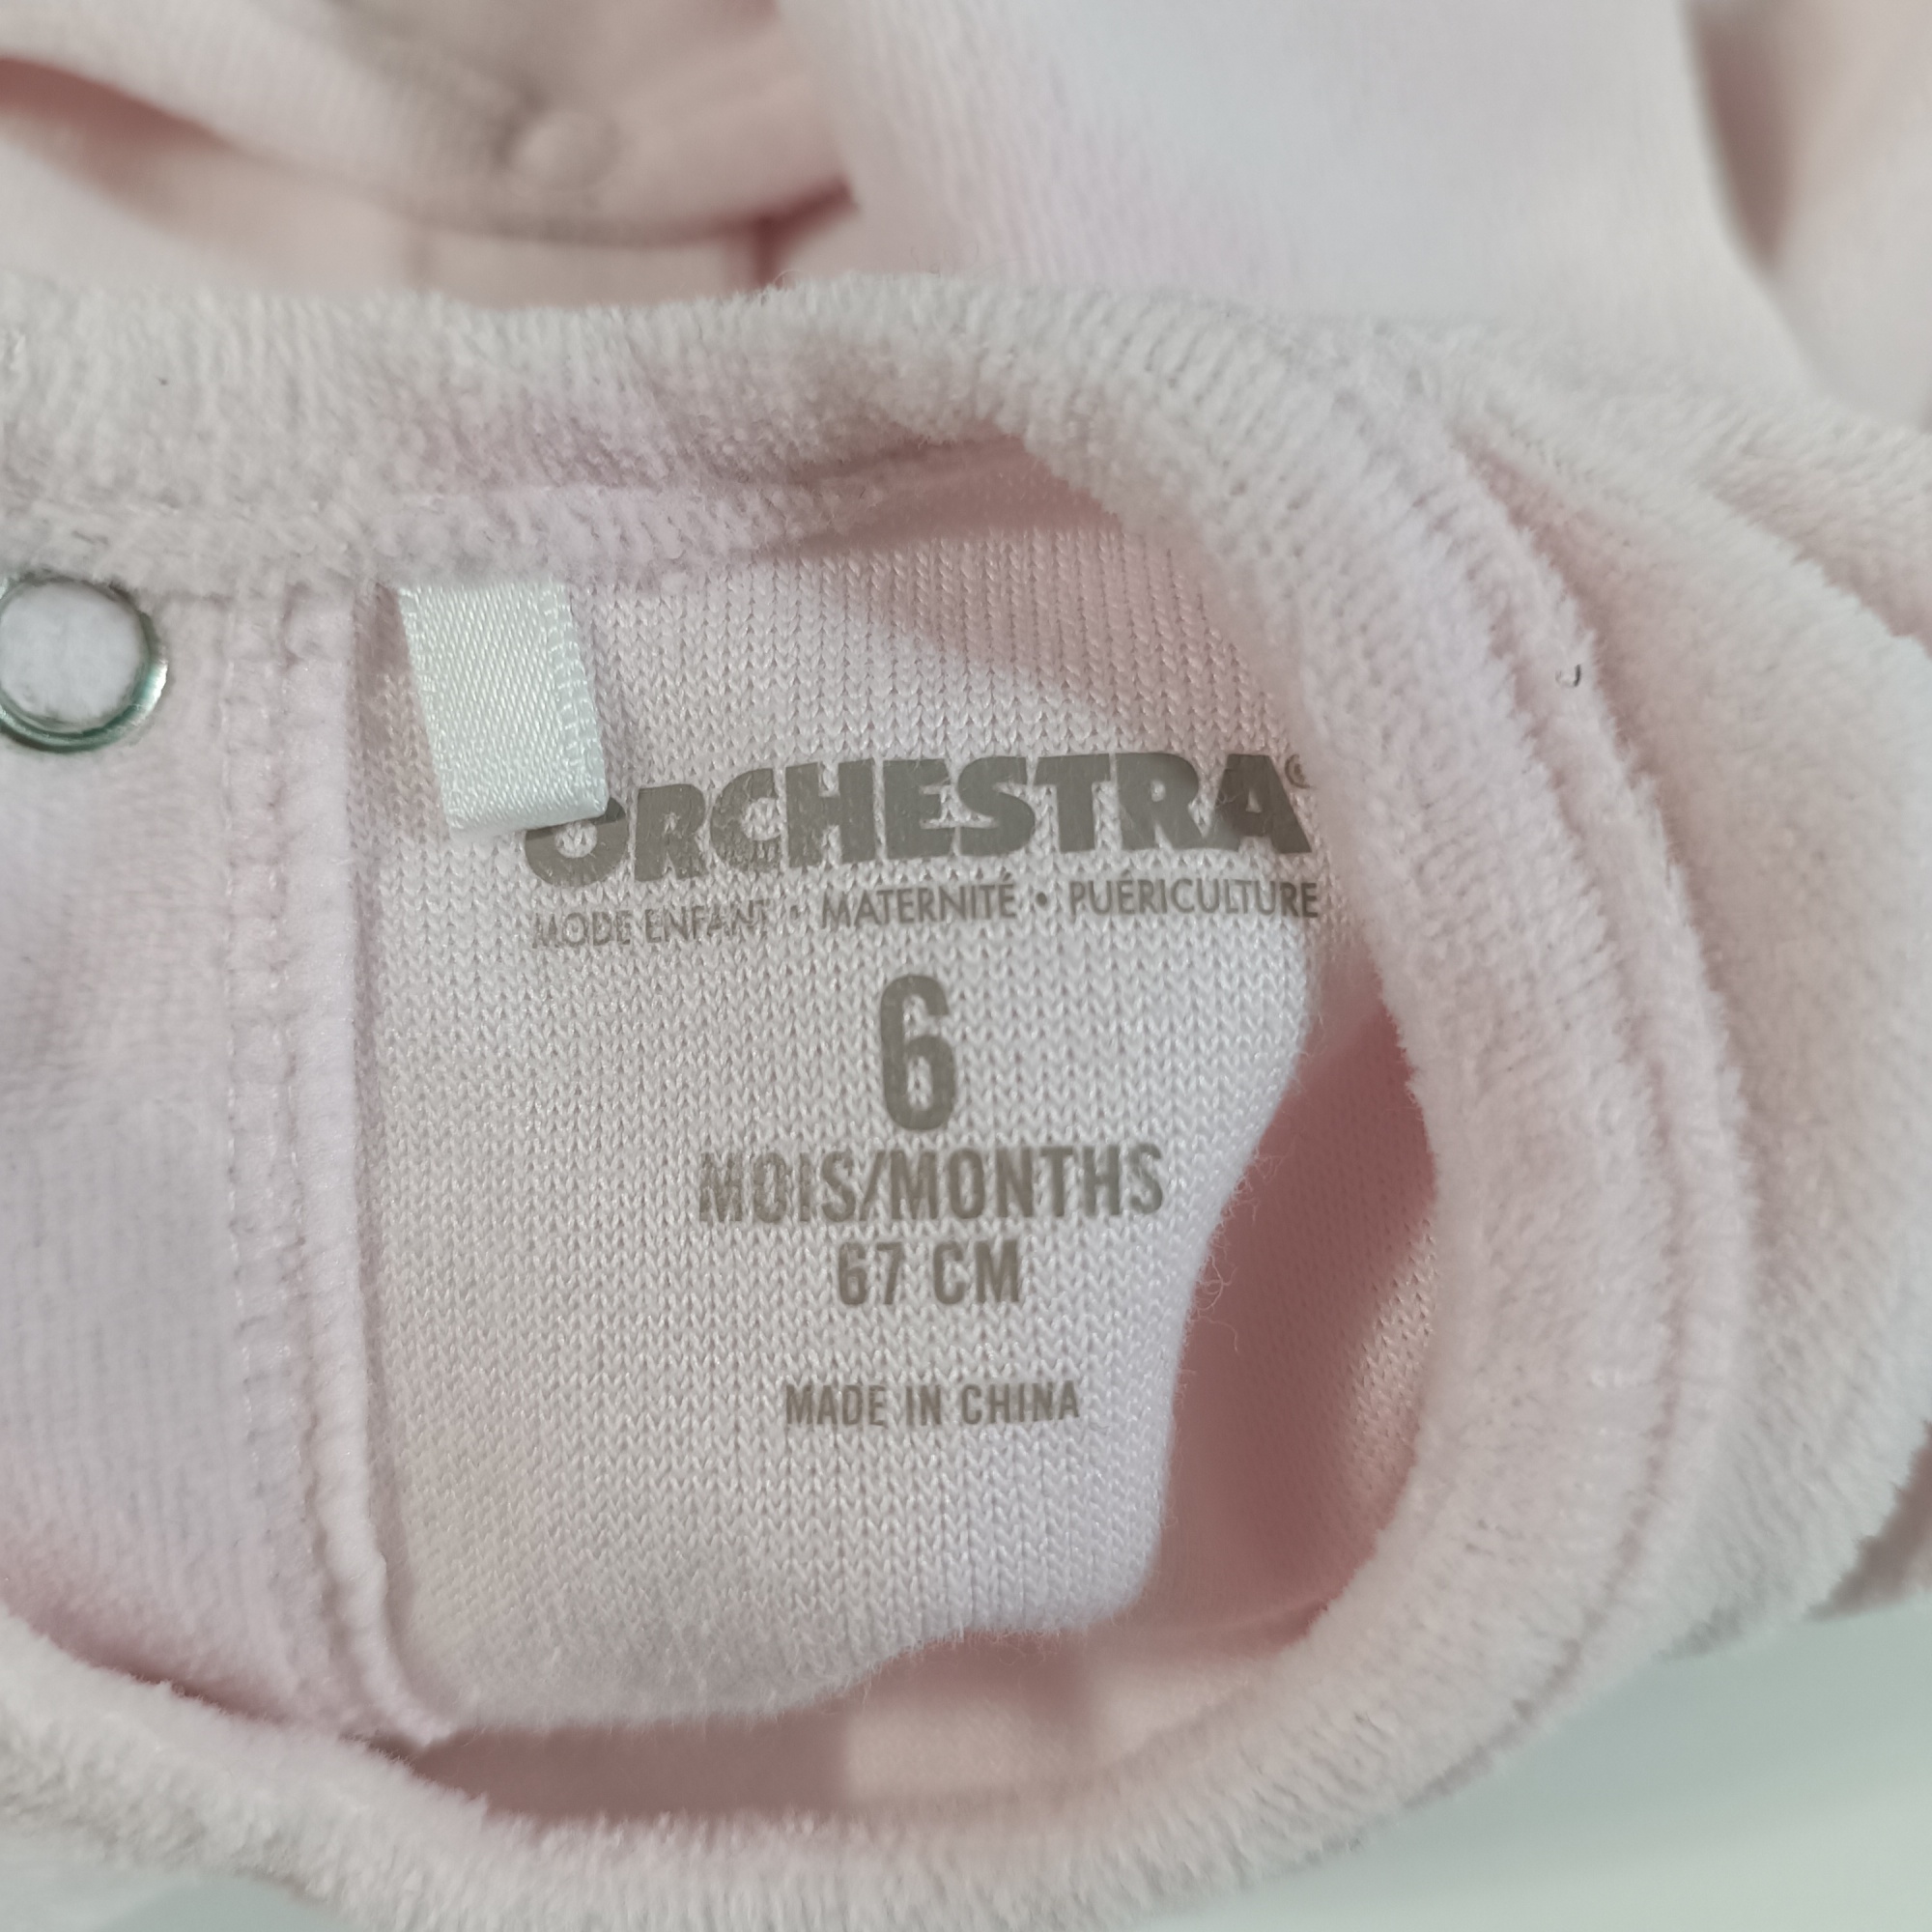 ORCHESTRA®
MODE ENFANT • MATERNITÉ • PUÉRICULTURE
6
MOIS/MONTHS
67 CM
MADE IN CHINA